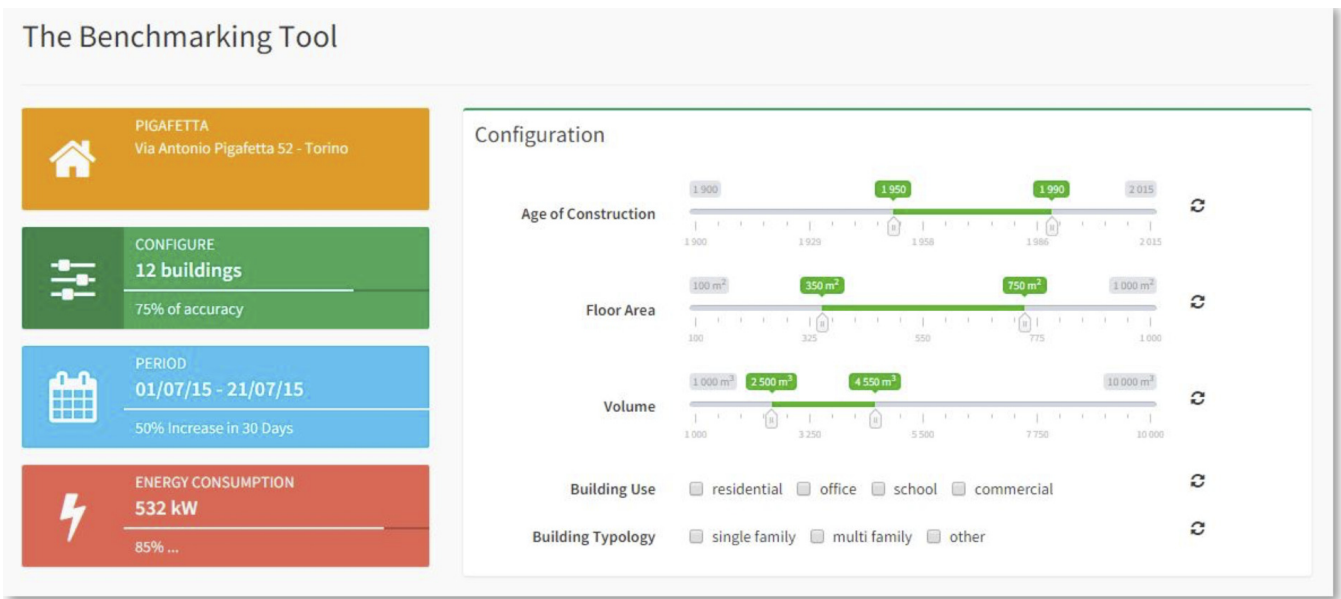 The Benchmarking Tool
PIGAFETTA
Via Antonio Pigafetta 52 - Torino
CONFIGURE
12 buildings
75% of accuracy
PERIOD
01/07/15 - 21/07/15
50% Increase in 30 Days
ENERGY CONSUMPTION
532 kW
85% ...
Configuration
1 900 1 950 1 990 2 015
Age of Construction
1 900 1 929 1 958 1 986 2 015
100 m² 350 m² 750 m² 1 000 m²
Floor Area
100 325 550 775 1 000
1 000 m³ 2 500 m³ 4 550 m³ 10 000 m³
Volume
1 000 3 250 5 500 7 750 10 000
Building Use residential office school commercial
Building Typology single family multi family other